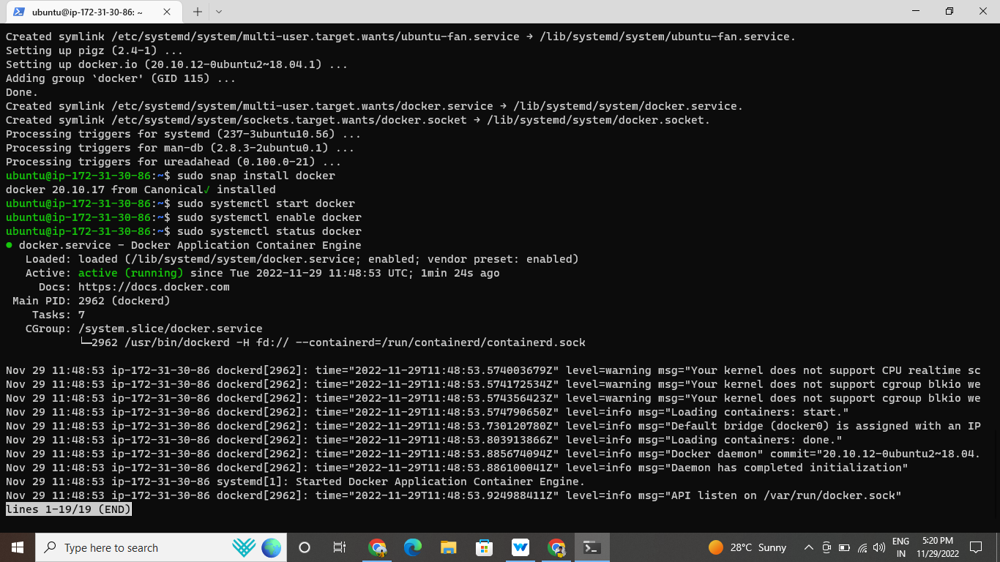 ubuntu@ip-172-31-30-86: ~
Created symlink /etc/systemd/system/multi-user.target.wants/ubuntu-fan.service → /lib/systemd/system/ubuntu-fan.service.
Setting up pigz (2.4-1) ...
Setting up docker.io (20.10.12-0ubuntu2~18.04.1) ...
Adding group `docker' (GID 115) ...
Done.
Created symlink /etc/systemd/system/multi-user.target.wants/docker.service → /lib/systemd/system/docker.service.
Created symlink /etc/systemd/system/sockets.target.wants/docker.socket → /lib/systemd/system/docker.socket.
Processing triggers for systemd (237-3ubuntu10.56) ...
Processing triggers for man-db (2.8.3-2ubuntu0.1) ...
Processing triggers for ureadahead (0.100.0-21) ...
ubuntu@ip-172-31-30-86:~$ sudo snap install docker
docker 20.10.17 from Canonical✓ installed
ubuntu@ip-172-31-30-86:~$ sudo systemctl start docker
ubuntu@ip-172-31-30-86:~$ sudo systemctl enable docker
ubuntu@ip-172-31-30-86:~$ sudo systemctl status docker
● docker.service - Docker Application Container Engine
   Loaded: loaded (/lib/systemd/system/docker.service; enabled; vendor preset: enabled)
   Active: active (running) since Tue 2022-11-29 11:48:53 UTC; 1min 24s ago
     Docs: https://docs.docker.com
 Main PID: 2962 (dockerd)
    Tasks: 7
   CGroup: /system.slice/docker.service
           └─2962 /usr/bin/dockerd -H fd:// --containerd=/run/containerd/containerd.sock
Nov 29 11:48:53 ip-172-31-30-86 dockerd[2962]: time="2022-11-29T11:48:53.574003679Z" level=warning msg="Your kernel does not support CPU realtime sc
Nov 29 11:48:53 ip-172-31-30-86 dockerd[2962]: time="2022-11-29T11:48:53.574172534Z" level=warning msg="Your kernel does not support cgroup blkio we
Nov 29 11:48:53 ip-172-31-30-86 dockerd[2962]: time="2022-11-29T11:48:53.574356423Z" level=warning msg="Your kernel does not support cgroup blkio we
Nov 29 11:48:53 ip-172-31-30-86 dockerd[2962]: time="2022-11-29T11:48:53.574790650Z" level=info msg="Loading containers: start."
Nov 29 11:48:53 ip-172-31-30-86 dockerd[2962]: time="2022-11-29T11:48:53.730120780Z" level=info msg="Default bridge (docker0) is assigned with an IP
Nov 29 11:48:53 ip-172-31-30-86 dockerd[2962]: time="2022-11-29T11:48:53.803913866Z" level=info msg="Loading containers: done."
Nov 29 11:48:53 ip-172-31-30-86 dockerd[2962]: time="2022-11-29T11:48:53.885674094Z" level=info msg="Docker daemon" commit="20.10.12-0ubuntu2~18.04.
Nov 29 11:48:53 ip-172-31-30-86 dockerd[2962]: time="2022-11-29T11:48:53.886100041Z" level=info msg="Daemon has completed initialization"
Nov 29 11:48:53 ip-172-31-30-86 systemd[1]: Started Docker Application Container Engine.
Nov 29 11:48:53 ip-172-31-30-86 dockerd[2962]: time="2022-11-29T11:48:53.924988411Z" level=info msg="API listen on /var/run/docker.sock"
lines 1-19/19 (END)
Type here to search
28°C Sunny
ENG
IN
5:20 PM
11/29/2022